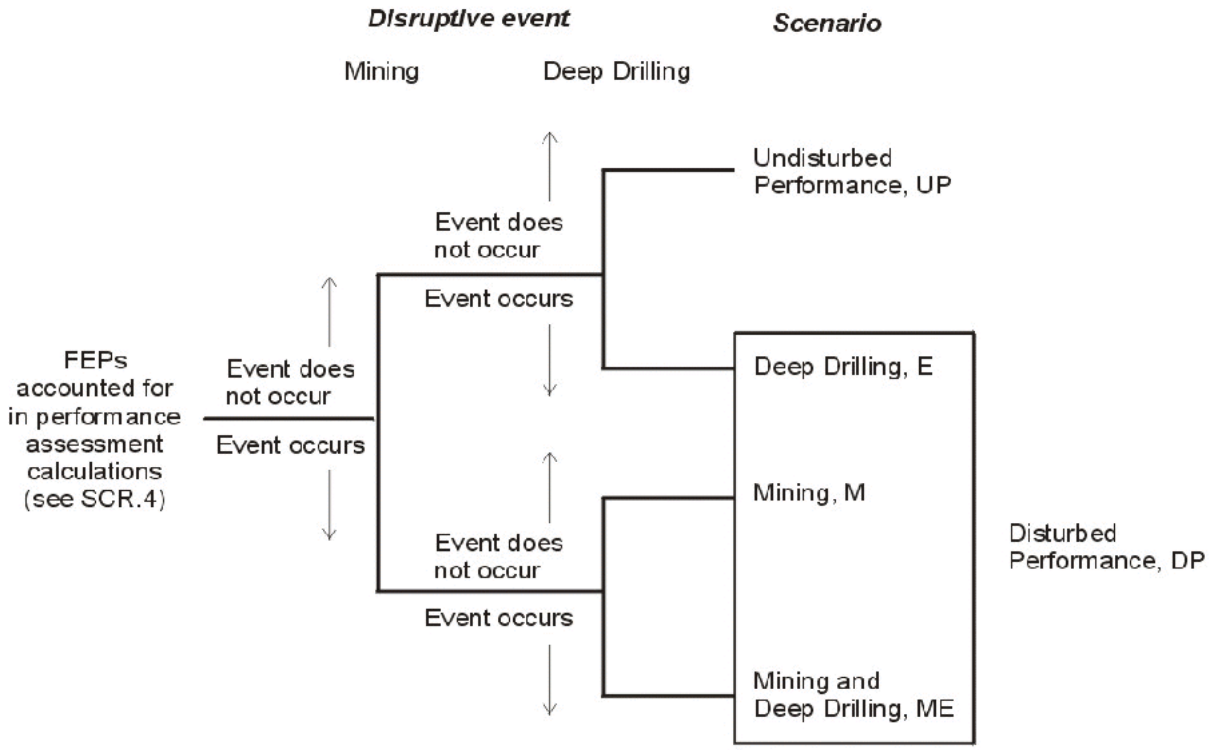 Disruptive event
Scenario
Mining
Deep Drilling
Undisturbed
Performance, UP
Event does
not occur
Event occurs
FEPs
accounted for
in performance
assessment
calculations
(see SCR.4)
Event does
not occur
Event occurs
Deep Drilling, E
Mining, M
Event does
not occur
Event occurs
Disturbed
Performance, DP
Mining and
Deep Drilling, ME